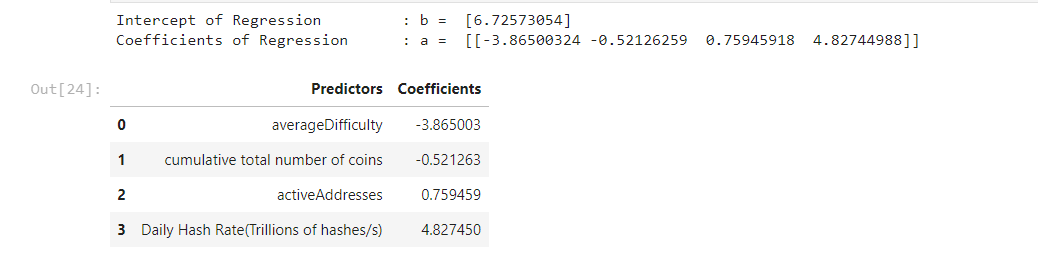 Intercept of Regression : b = [6.72573054]
Coefficients of Regression : a = [[-3.86500324 -0.52126259 0.75945918 4.82744988]]
Out[24]:
Predictors Coefficients
0 averageDifficulty -3.865003
1 cumulative total number of coins -0.521263
2 activeAddresses 0.759459
3 Daily Hash Rate(Trillions of hashes/s) 4.827450